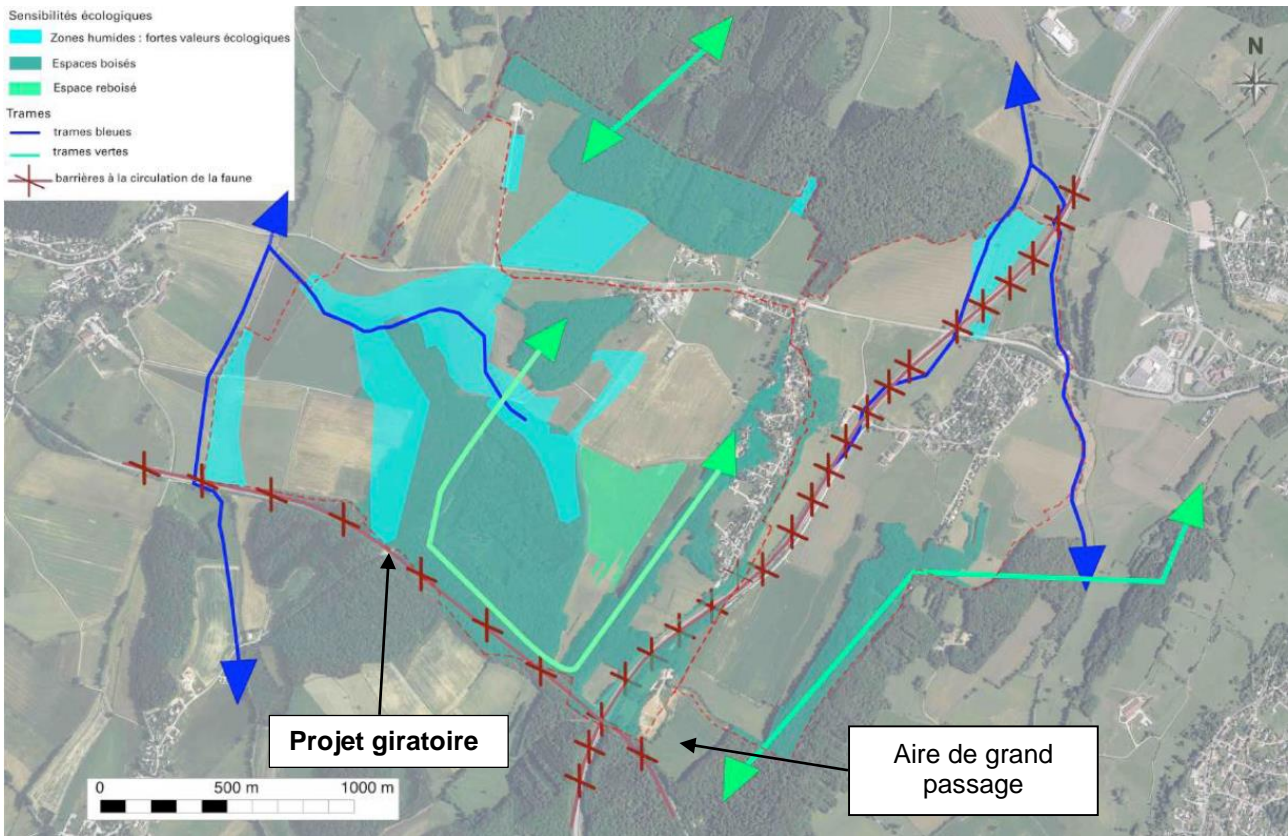 Sensibilités écologiques
Zones humides : fortes valeurs écologiques
Espaces boisés
Espace reboisé
Trames
trames bleues
trames vertes
barrières à la circulation de la faune
N
Projet giratoire
Aire de grand
passage
0 500 m 1000 m